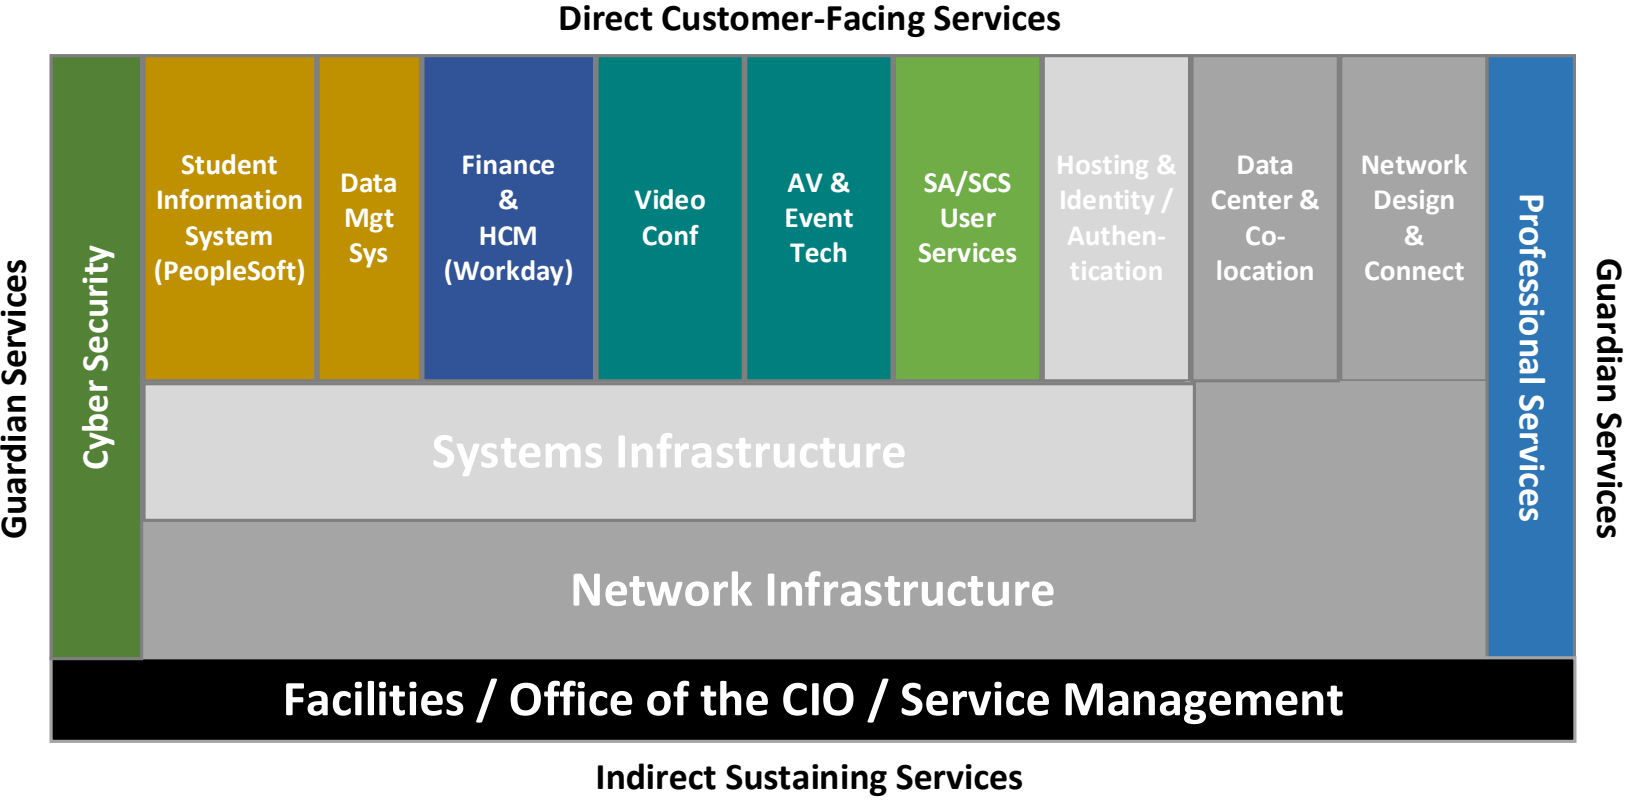 Direct Customer-Facing Services
Guardian Services
Cyber Security
Student
Information
System
(PeopleSoft)
Data
Mgt
Sys
Finance
&
HCM
(Workday)
Video
Conf
AV &
Event
Tech
SA/SCS
User
Services
Hosting &
Identity /
Authen-
tication
Data
Center &
Co-
location
Network
Design
&
Connect
Professional Services
Guardian Services
Systems Infrastructure
Network Infrastructure
Facilities / Office of the CIO / Service Management
Indirect Sustaining Services